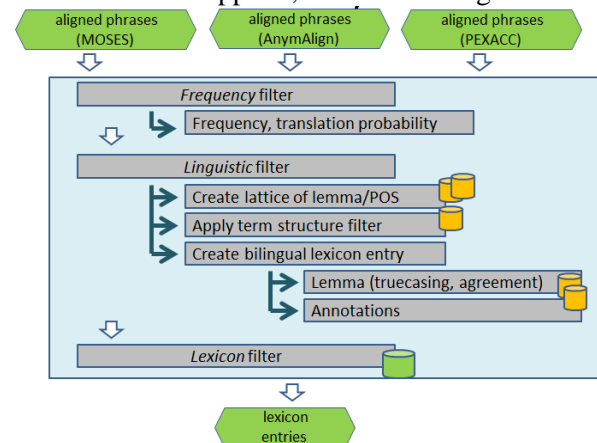 aligned phrases
(MOSES)
aligned phrases
(AnymAlign)
aligned phrases
(PEXACC)
Frequency filter
Frequency, translation probability
Linguistic filter
Create lattice of lemma/POS
Apply term structure filter
Create bilingual lexicon entry
Lemma (truecasing, agreement)
Annotations
Lexicon filter
lexicon
entries